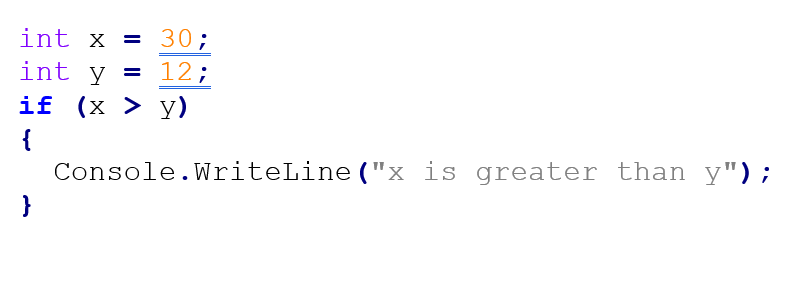 int x = 30;
int y = 12;
if (x > y)
{
  Console.WriteLine("x is greater than y");
}